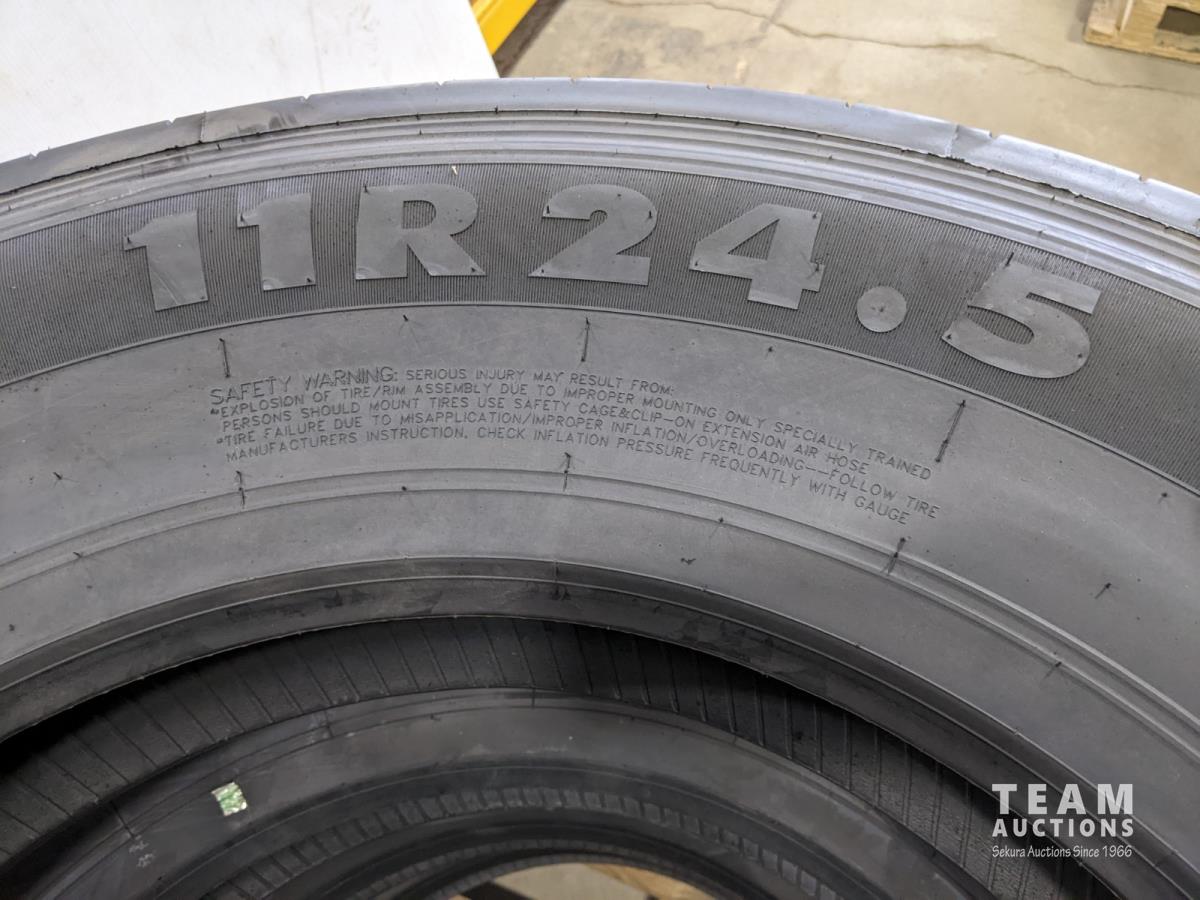 11R24.5
SAFETY WARNING: SERIOUS INJURY MAY RESULT FROM:
•EXPLOSION OF TIRE/RIM ASSEMBLY DUE TO IMPROPER MOUNTING ONLY SPECIALLY TRAINED
PERSONS SHOULD MOUNT TIRES USE SAFETY CAGE&CLIP-ON EXTENSION AIR HOSE
•TIRE FAILURE DUE TO MISAPPLICATION/IMPROPER INFLATION/OVERLOADING--FOLLOW TIRE
MANUFACTURERS INSTRUCTION, CHECK INFLATION PRESSURE FREQUENTLY WITH GAUGE
TEAM
AUCTIONS
Sekura Auctions Since 1966